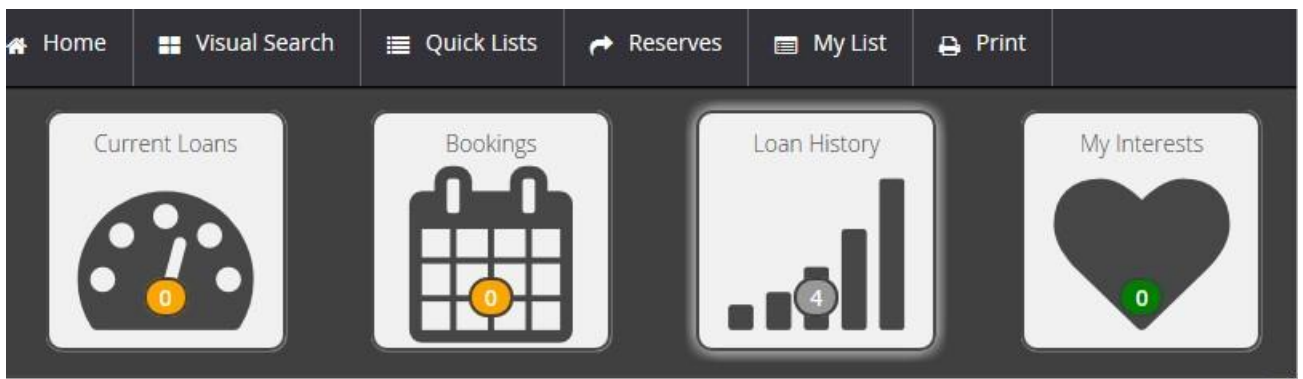 Home Visual Search Quick Lists Reserves My List Print
Current Loans Bookings Loan History My Interests
0 0 4 0